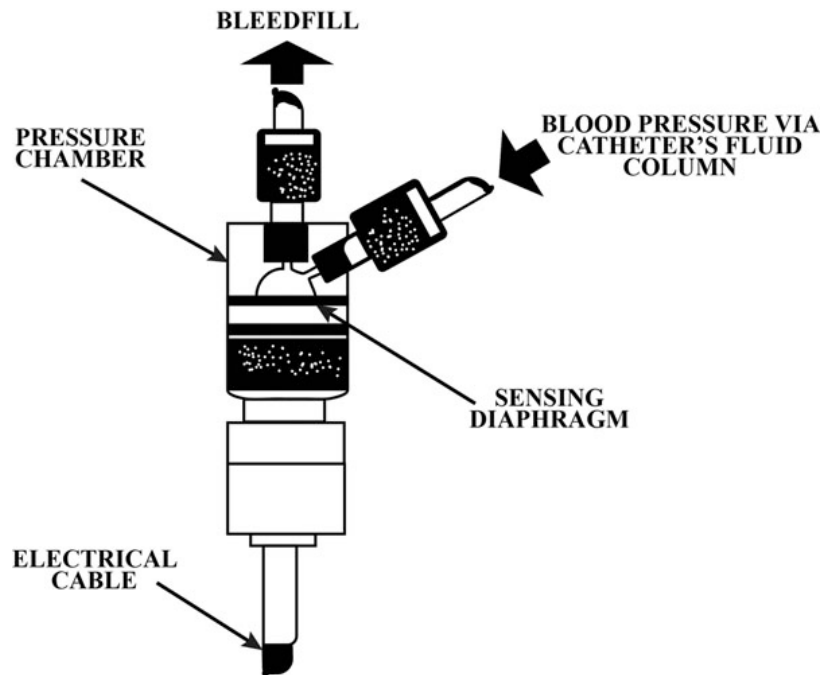 BLEEDFILL
PRESSURE
CHAMBER
BLOOD PRESSURE VIA
CATHETER'S FLUID
COLUMN
SENSING
DIAPHRAGM
ELECTRICAL
CABLE